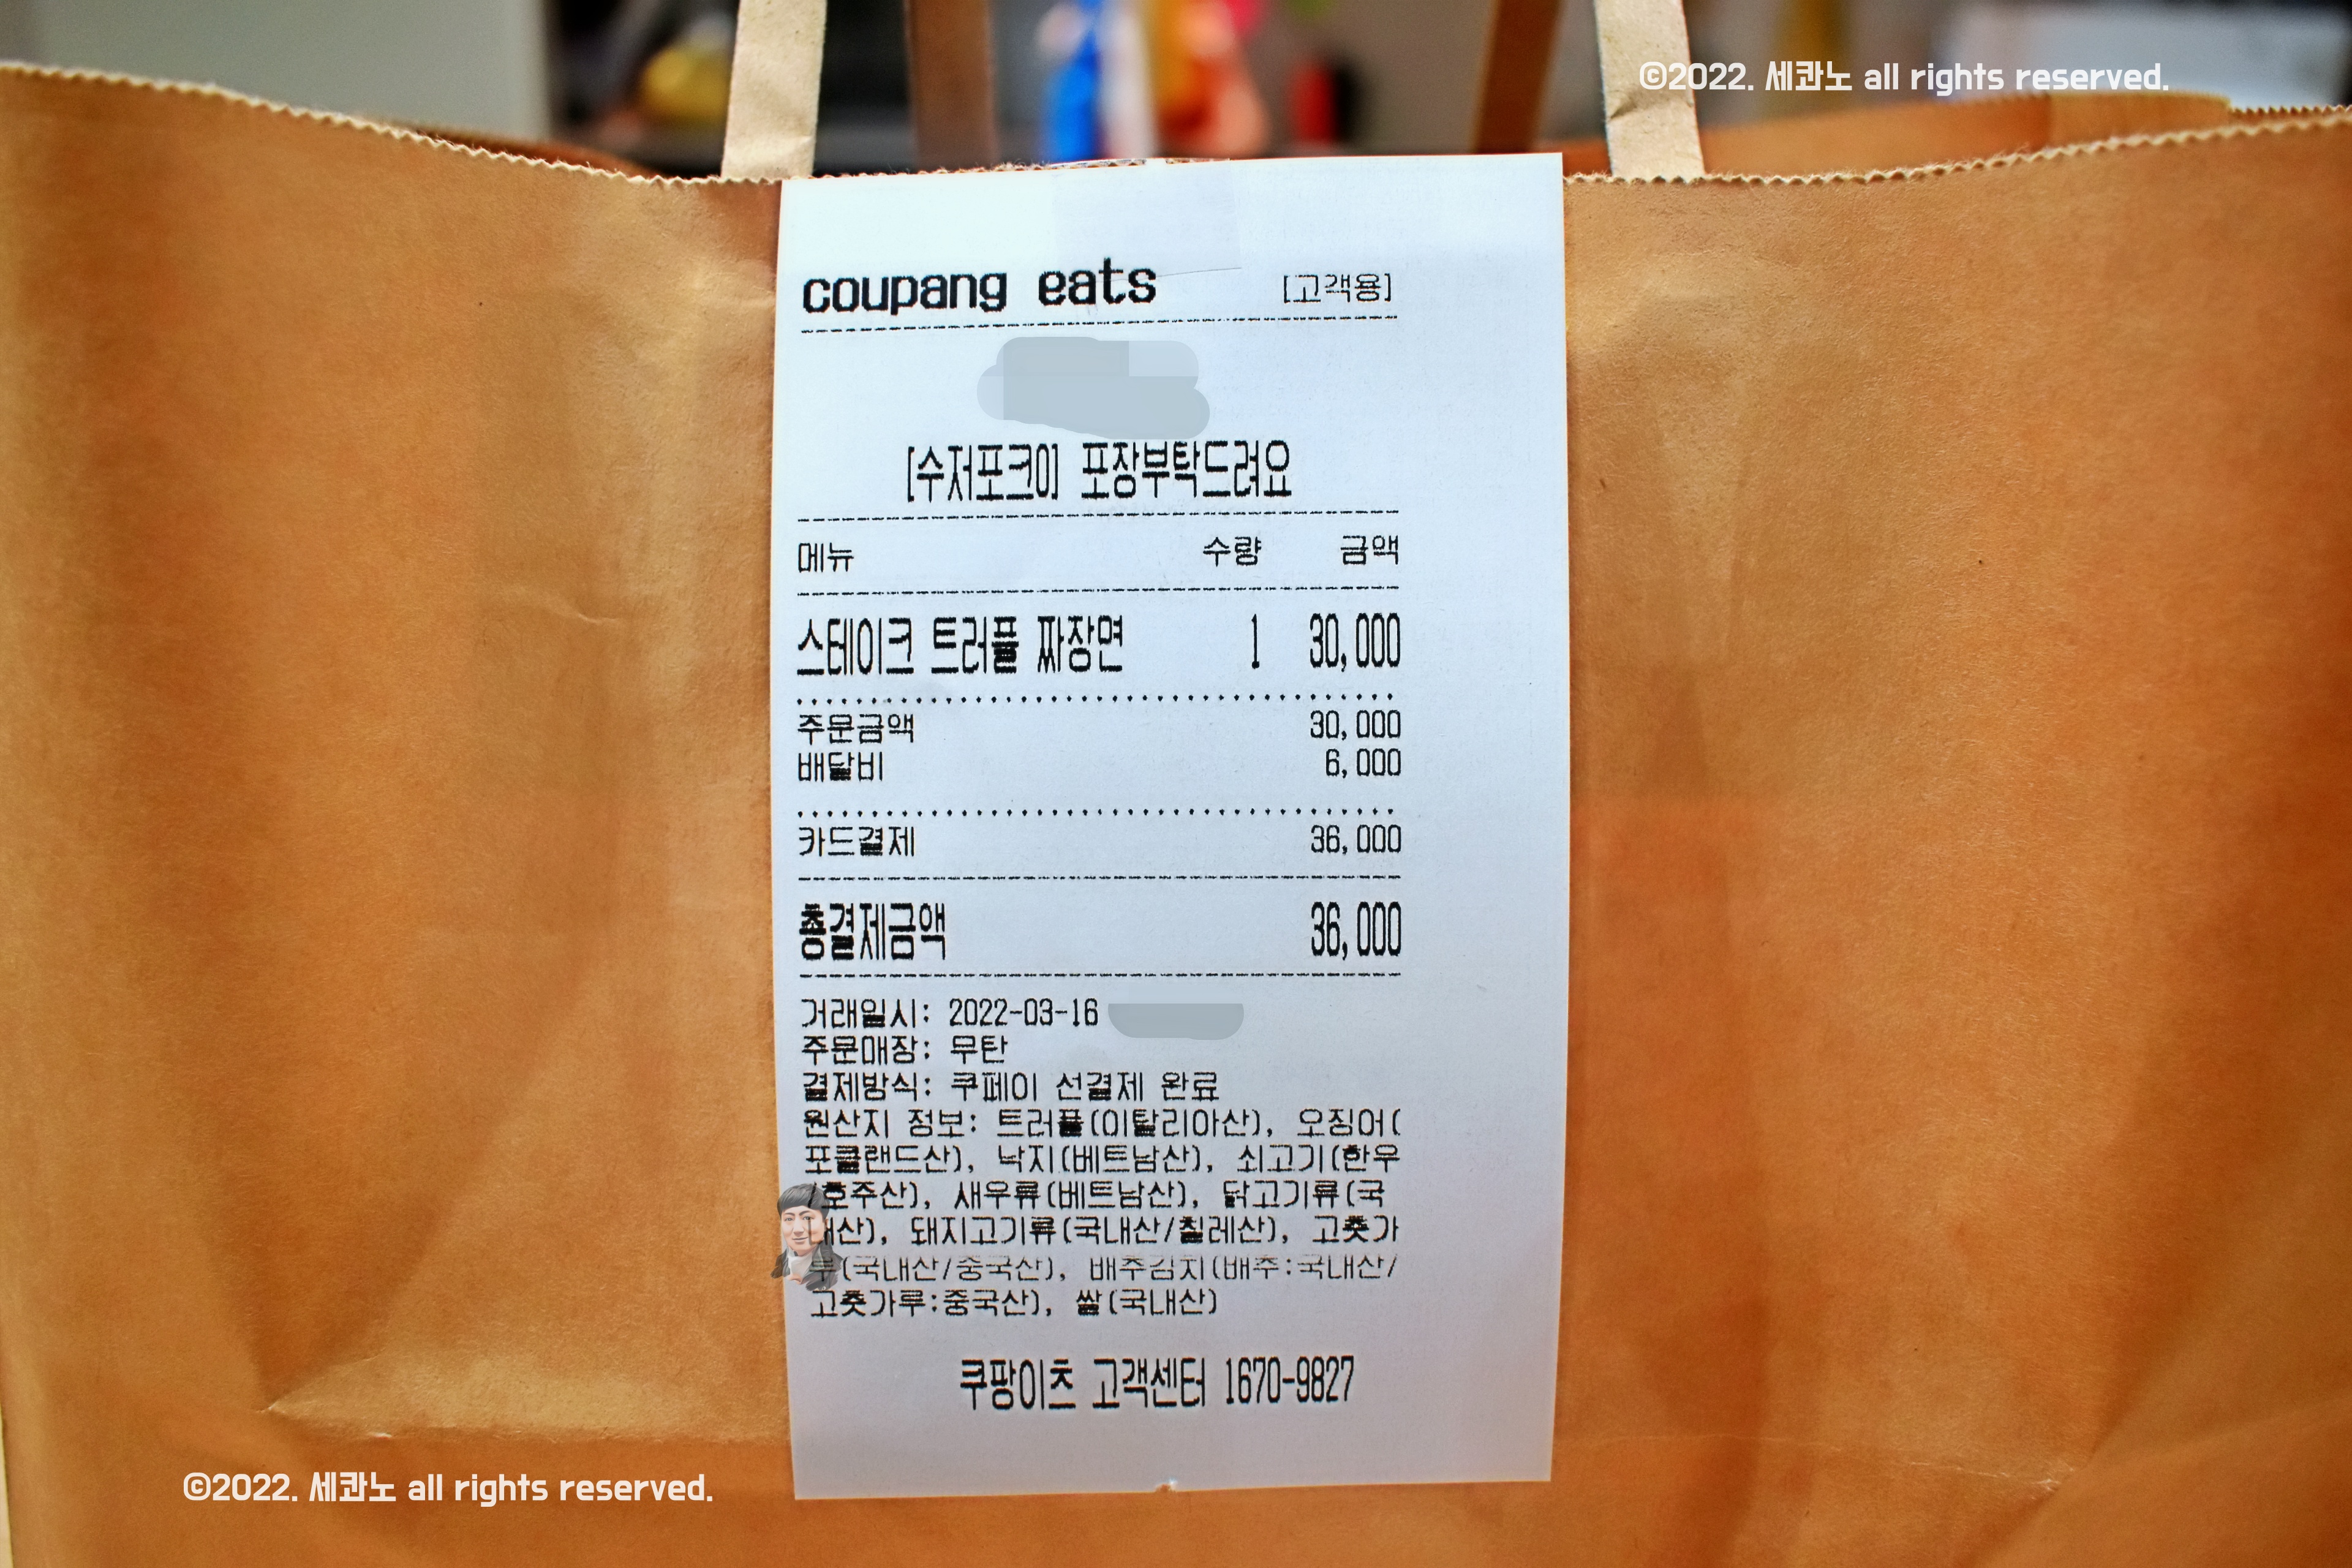 ©2022. 세콴노 all rights reserved.
coupang eats [고객용]
[수저포크O] 포장부탁드려요
메뉴 수량 금액
스테이크 트러플 짜장면 1 30,000
주문금액 30,000
배달비 6,000
카드결제 36,000
총결제금액 36,000
거래일시: 2022-03-16
주문매장: 무탄
결제방식: 쿠페이 선결제 완료
원산지 정보: 트러플(이탈리아산), 오징어(
포클랜드산), 낙지(베트남산), 쇠고기(한우
/호주산), 새우류(베트남산), 닭고기류(국
내산), 돼지고기류(국내산/칠레산), 고춧가
루(국내산/중국산), 배추김치(배추:국내산/
고춧가루:중국산), 쌀(국내산)
쿠팡이츠 고객센터 1670-9827
©2022. 세콴노 all rights reserved.